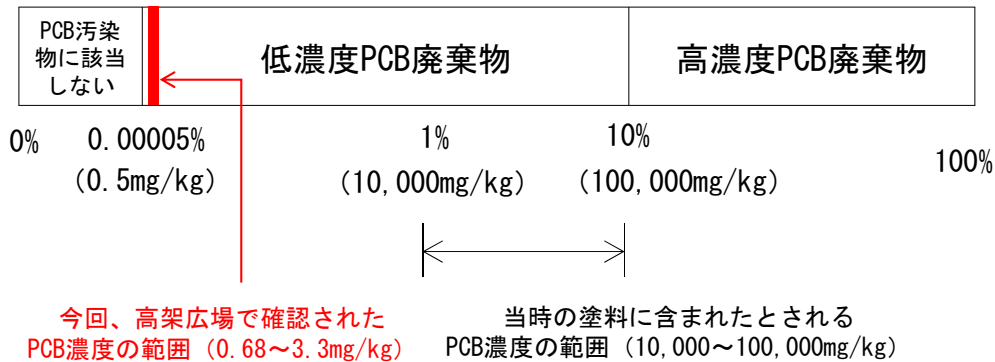 PCB汚染
物に該当
しない
低濃度PCB廃棄物
高濃度PCB廃棄物
0%
0.00005%
(0.5mg/kg)
1%
(10,000mg/kg)
10%
(100,000mg/kg)
100%
今回、高架広場で確認された
PCB濃度の範囲（0.68～3.3mg/kg）
当時の塗料に含まれたとされる
PCB濃度の範囲（10,000～100,000mg/kg）